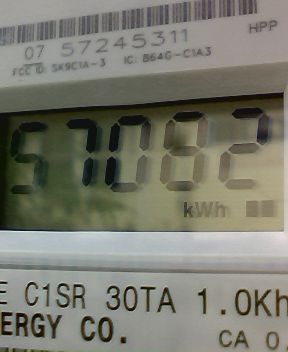 07 57245311
HPP
FCC ID: SK9C1A-3 IC: 864G-C1A3
57082
kWh
E C1SR 30TA 1.0Kh
ERGY CO.
CA 0.